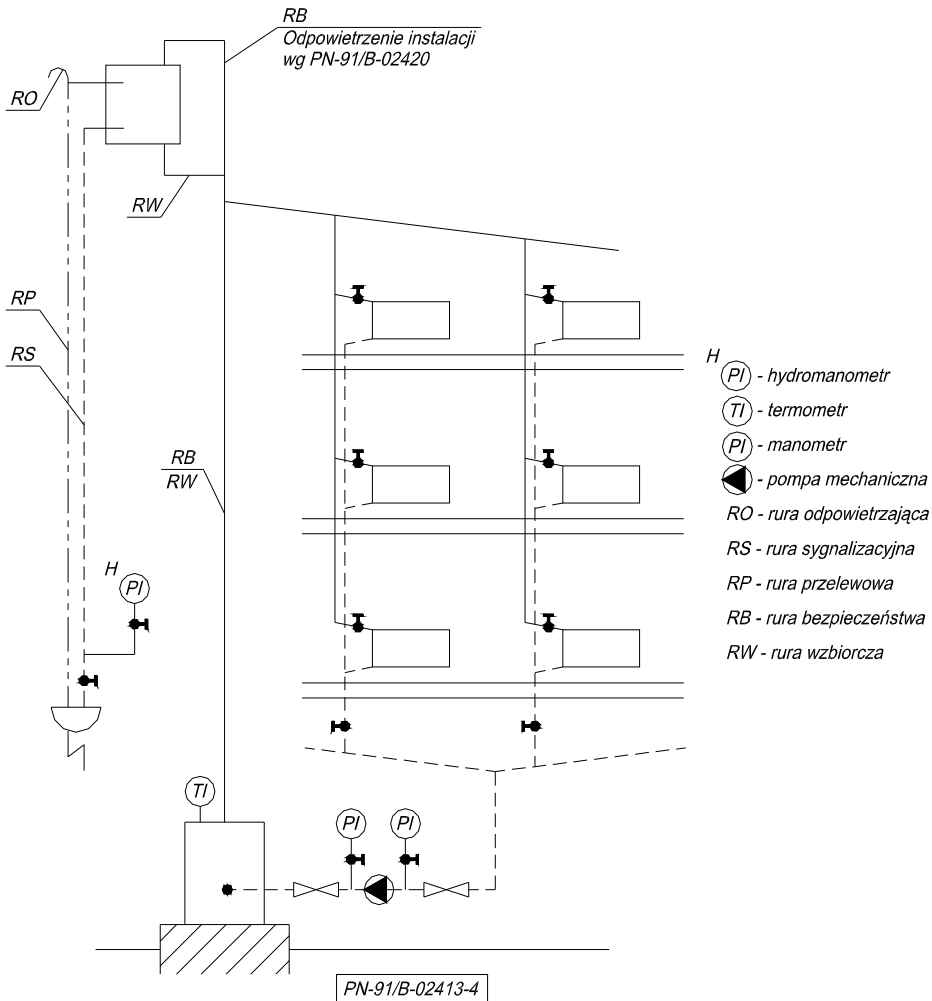 RB
Odpowietrzenie instalacji
wg PN-91/B-02420
RO
RW
RP
RS
RB
RW
H
PI
TI
PI
PI
H
PI - hydromanometr
TI - termometr
PI - manometr
- pompa mechaniczna
RO - rura odpowietrzająca
RS - rura sygnalizacyjna
RP - rura przelewowa
RB - rura bezpieczeństwa
RW - rura wzbiorcza
PN-91/B-02413-4